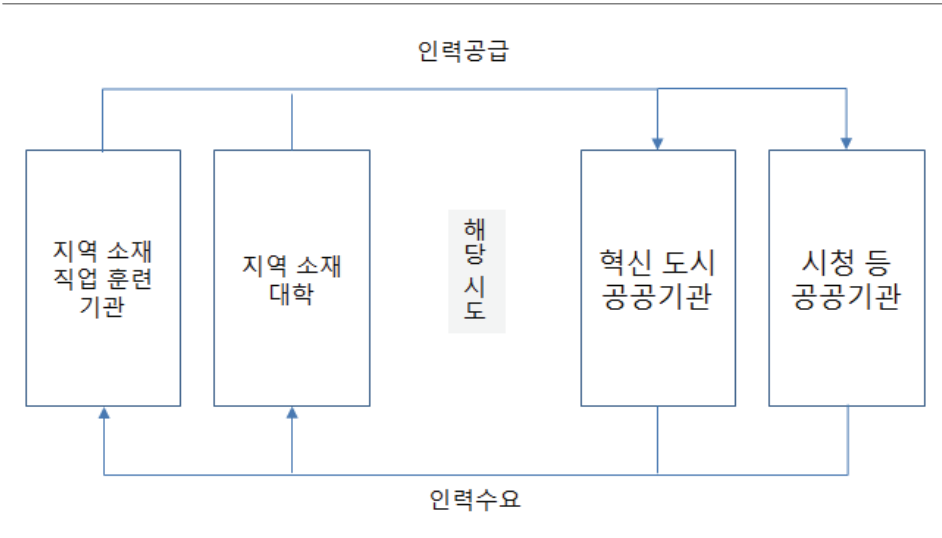 인력공급
지역 소재
직업 훈련
기관
지역 소재
대학
해당 시도
혁신 도시
공공기관
시청 등
공공기관
인력수요